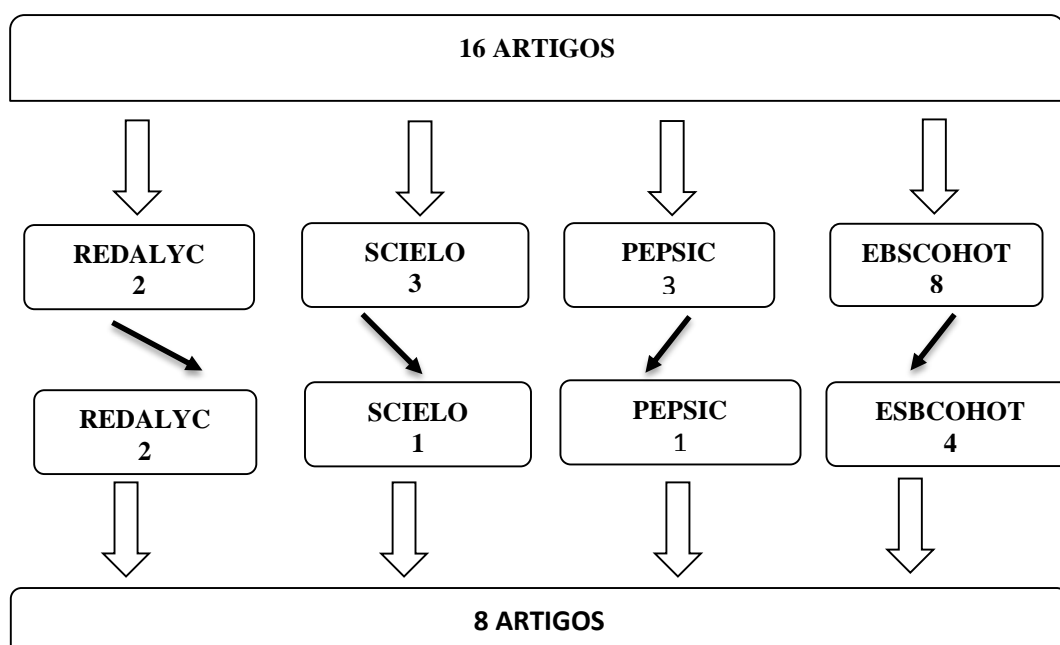 16 ARTIGOS
REDALYC
2
SCIELO
3
PEPSIC
3
EBSCOHOT
8
REDALYC
2
SCIELO
1
PEPSIC
1
ESBCOHOT
4
8 ARTIGOS